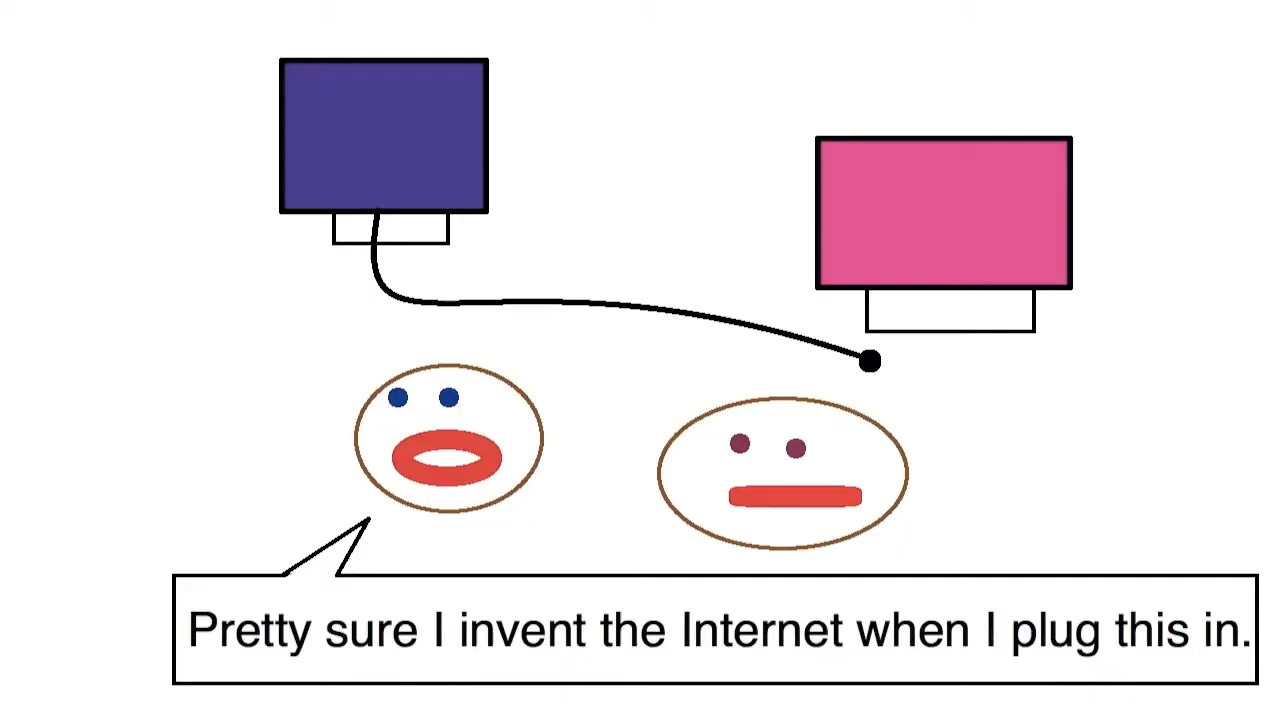 Pretty sure I invent the Internet when I plug this in.